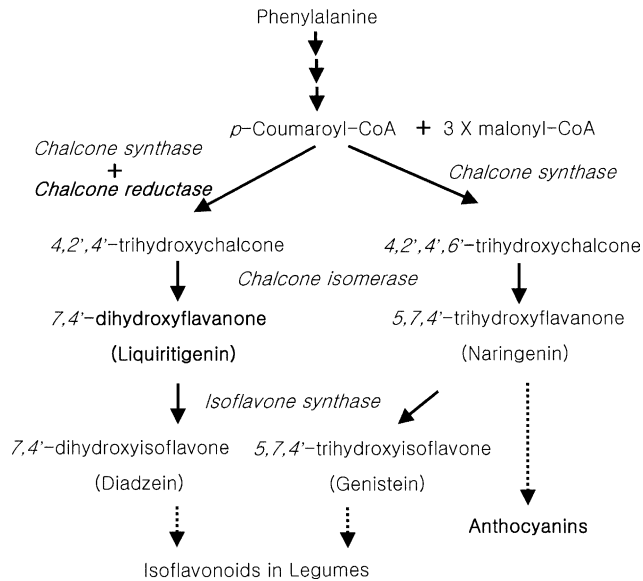 Phenylalanine
p-Coumaroyl-CoA + 3 X malonyl-CoA
Chalcone synthase
+
Chalcone reductase
Chalcone synthase
4,2',4'-trihydroxychalcone
4,2',4',6'-trihydroxychalcone
Chalcone isomerase
7,4'-dihydroxyflavanone
(Liquiritigenin)
5,7,4'-trihydroxyflavanone
(Naringenin)
Isoflavone synthase
7,4'-dihydroxyisoflavone
(Diadzein)
5,7,4'-trihydroxyisoflavone
(Genistein)
Anthocyanins
Isoflavonoids in Legumes